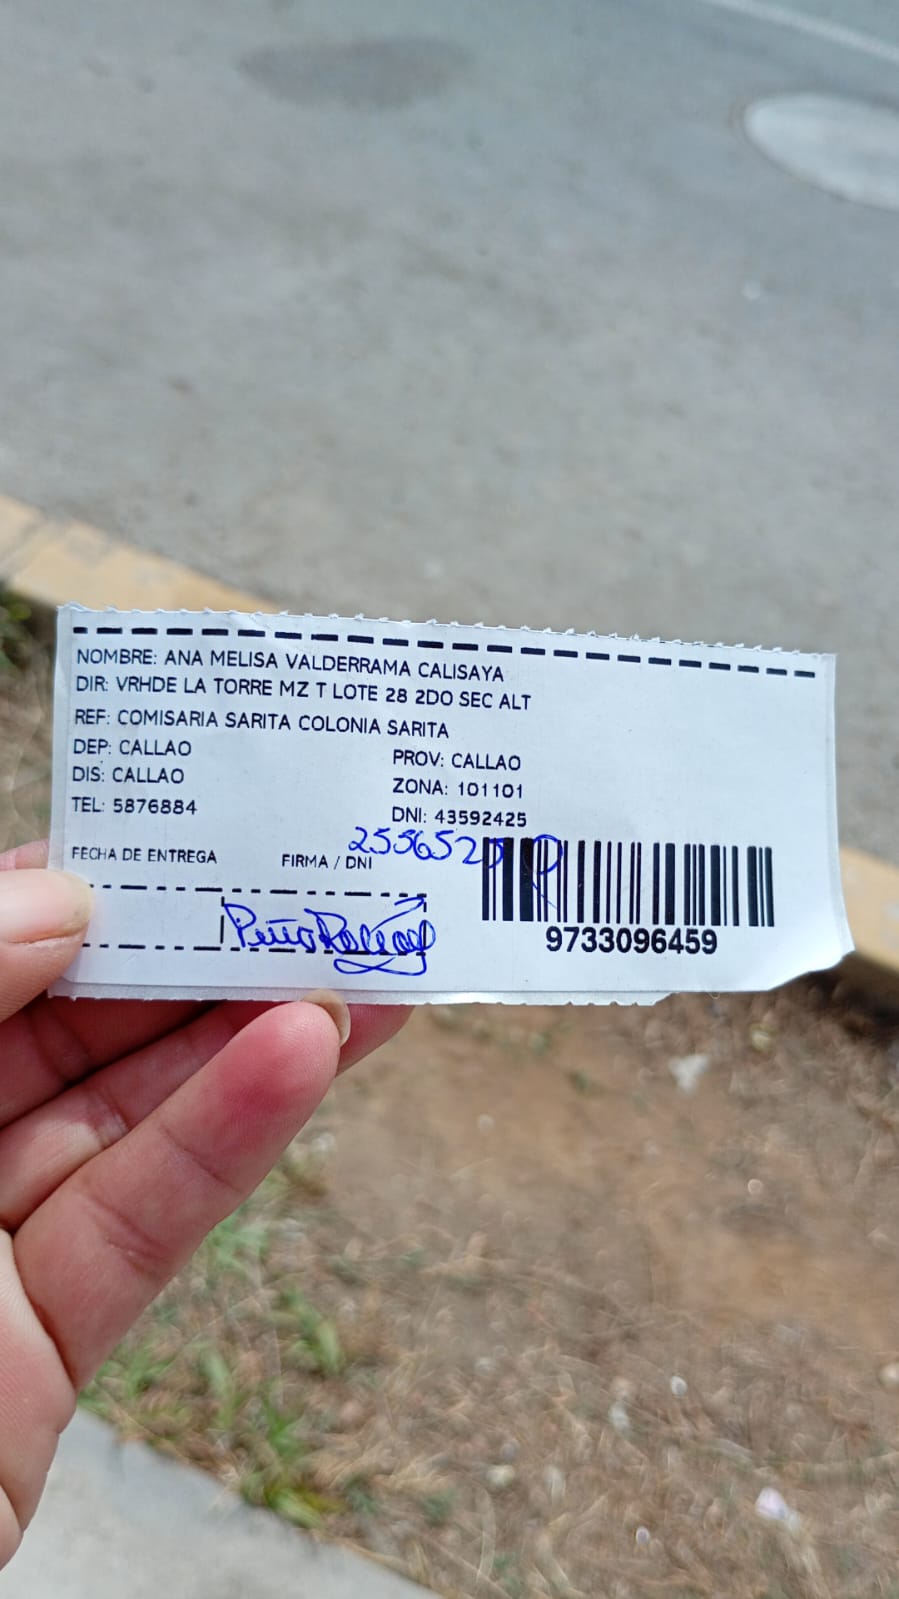 NOMBRE: ANA MELISA VALDERRAMA CALISAYA
DIR: VRHDE LA TORRE MZ T LOTE 28 2DO SEC ALT
REF: COMISARIA SARITA COLONIA SARITA
DEP: CALLAO PROV: CALLAO
DIS: CALLAO ZONA: 101101
TEL: 5876884 DNI: 43592425
FECHA DE ENTREGA FIRMA / DNI
9733096459